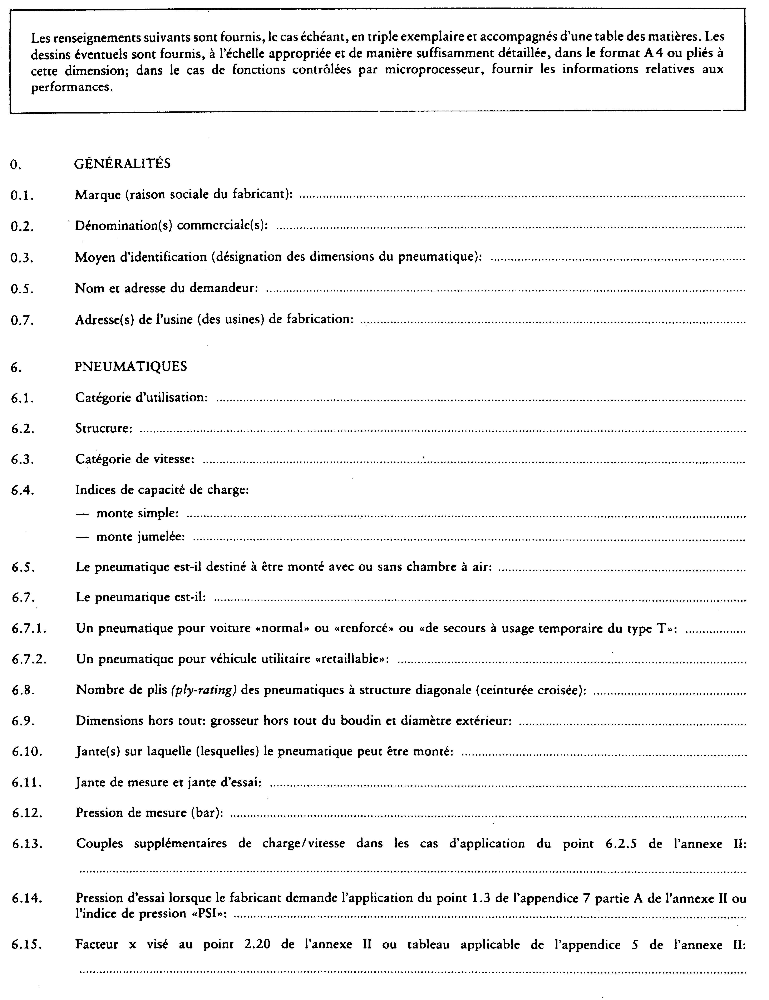 Les renseignements suivants sont fournis, le cas échéant, en triple exemplaire et accompagnés d'une table des matières. Les
dessins éventuels sont fournis, à l'échelle appropriée et de manière suffisamment détaillée, dans le format A4 ou pliés à
cette dimension; dans le cas de fonctions contrôlées par microprocesseur, fournir les informations relatives aux
performances.
0. GÉNÉRALITÉS
0.1. Marque (raison sociale du fabricant): ....................
0.2. Dénomination(s) commerciale(s): ....................
0.3. Moyen d'identification (désignation des dimensions du pneumatique): ....................
0.5. Nom et adresse du demandeur: ....................
0.7. Adresse(s) de l'usine (des usines) de fabrication: ....................
6. PNEUMATIQUES
6.1. Catégorie d'utilisation: ....................
6.2. Structure: ....................
6.3. Catégorie de vitesse: ....................
6.4. Indices de capacité de charge:
— monte simple: ....................
— monte jumelée: ....................
6.5. Le pneumatique est-il destiné à être monté avec ou sans chambre à air: ....................
6.7. Le pneumatique est-il: ....................
6.7.1. Un pneumatique pour voiture «normal» ou «renforcé» ou «de secours à usage temporaire du type T»: ....................
6.7.2. Un pneumatique pour véhicule utilitaire «retaillable»: ....................
6.8. Nombre de plis (ply-rating) des pneumatiques à structure diagonale (ceinturée croisée): ....................
6.9. Dimensions hors tout: grosseur hors tout du boudin et diamètre extérieur: ....................
6.10. Jante(s) sur laquelle (lesquelles) le pneumatique peut être monté: ....................
6.11. Jante de mesure et jante d'essai: ....................
6.12. Pression de mesure (bar): ....................
6.13. Couples supplémentaires de charge/vitesse dans les cas d'application du point 6.2.5 de l'annexe II:
....................
6.14. Pression d'essai lorsque le fabricant demande l'application du point 1.3 de l'appendice 7 partie A de l'annexe II ou
l'indice de pression «PSI»: ....................
6.15. Facteur x visé au point 2.20 de l'annexe II ou tableau applicable de l'appendice 5 de l'annexe II:
....................